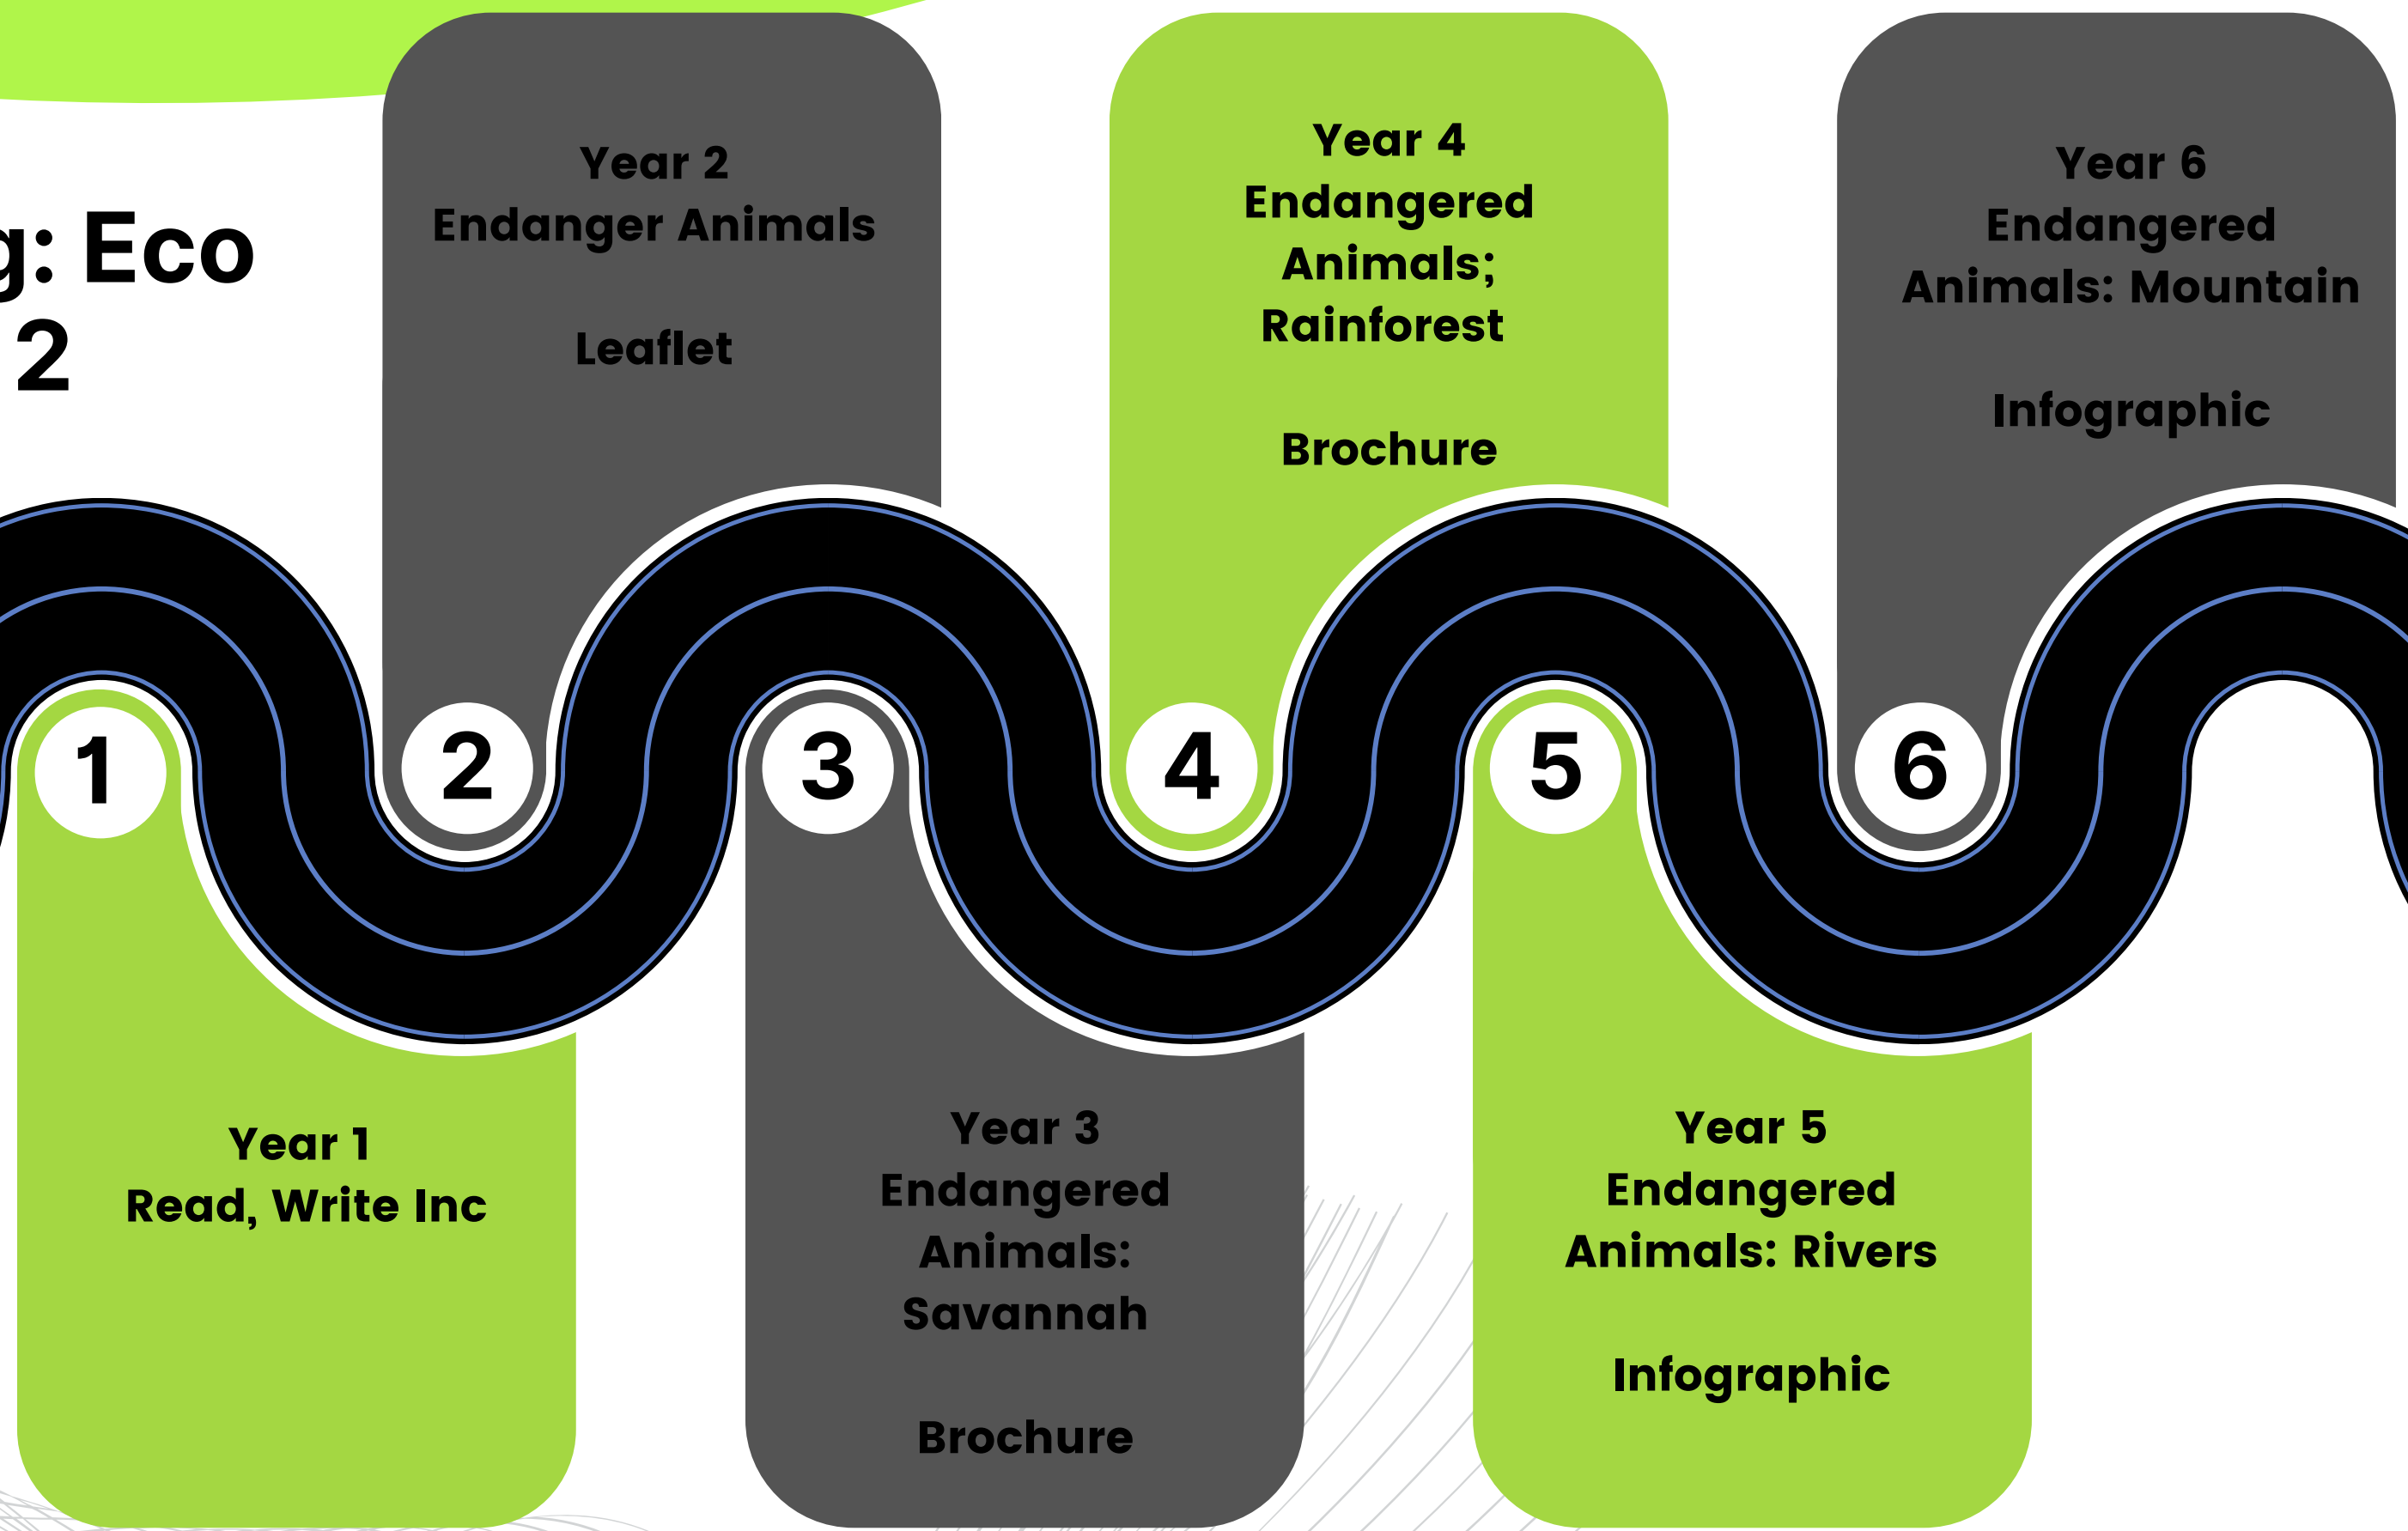 g: Eco
2
Year 2
Endanger Animals
Leaflet
Year 4
Endangered
Animals;
Rainforest
Brochure
Year 6
Endangered
Animals: Mountain
Infographic
1
2
3
4
5
6
Year 1
Read, Write Inc
Year 3
Endangered
Animals:
Savannah
Brochure
Year 5
Endangered
Animals: Rivers
Infographic